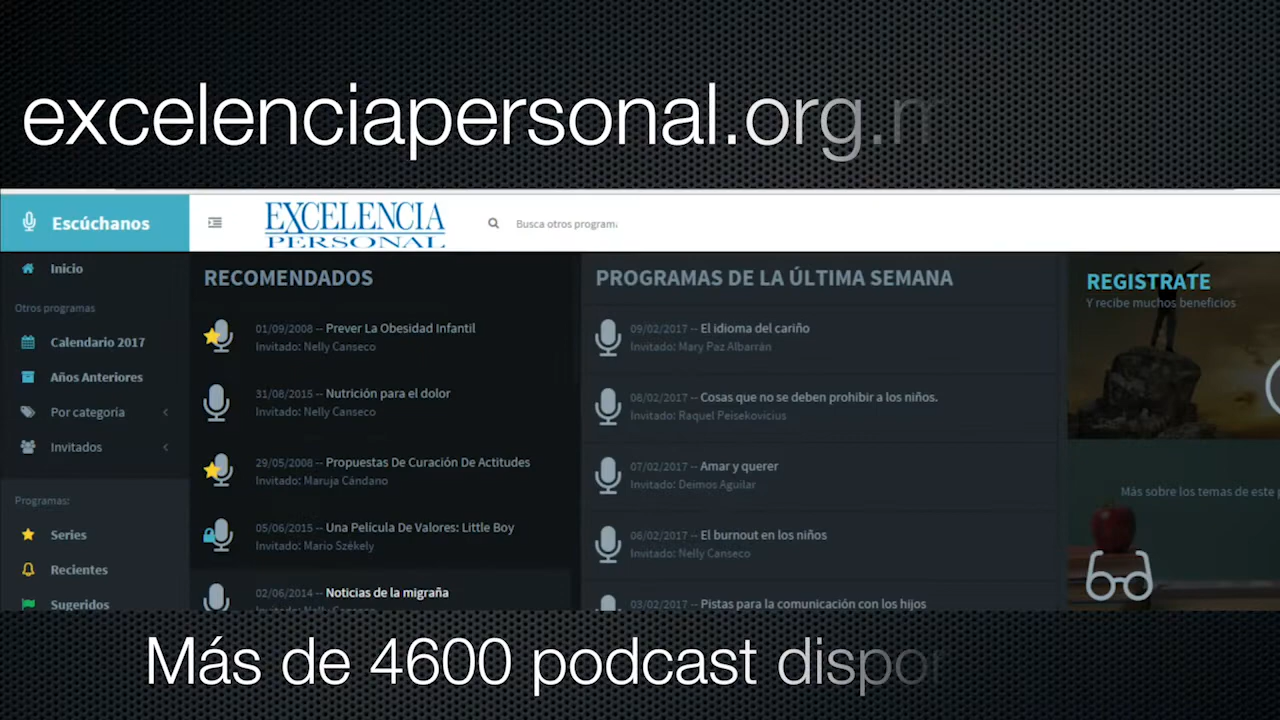 excelenciapersonal.org.m
Escúchanos
EXCELENCIA
PERSONAL
Busca otros programa
Inicio
Otros programas
Calendario 2017
Años Anteriores
Por categoría
Invitados
Programas:
Series
Recientes
Sugeridos
RECOMENDADOS
01/09/2008 -- Prever La Obesidad Infantil
Invitado: Nelly Canseco
31/08/2015 -- Nutrición para el dolor
Invitado: Nelly Canseco
29/05/2008 -- Propuestas De Curación De Actitudes
Invitado: Maruja Cándano
05/06/2015 -- Una Película De Valores: Little Boy
Invitado: Mario Székely
02/06/2014 -- Noticias de la migraña
Invitado: Nelly Canseco
PROGRAMAS DE LA ÚLTIMA SEMANA
09/02/2017 -- El idioma del cariño
Invitado: Mary Paz Albarrán
08/02/2017 -- Cosas que no se deben prohibir a los niños.
Invitado: Raquel Peisekovicius
07/02/2017 -- Amar y querer
Invitado: Deimos Aguilar
06/02/2017 -- El burnout en los niños
Invitado: Nelly Canseco
03/02/2017 -- Pistas para la comunicación con los hijos
REGISTRATE
Y recibe muchos beneficios
Más sobre los temas de este
Más de 4600 podcast dispo